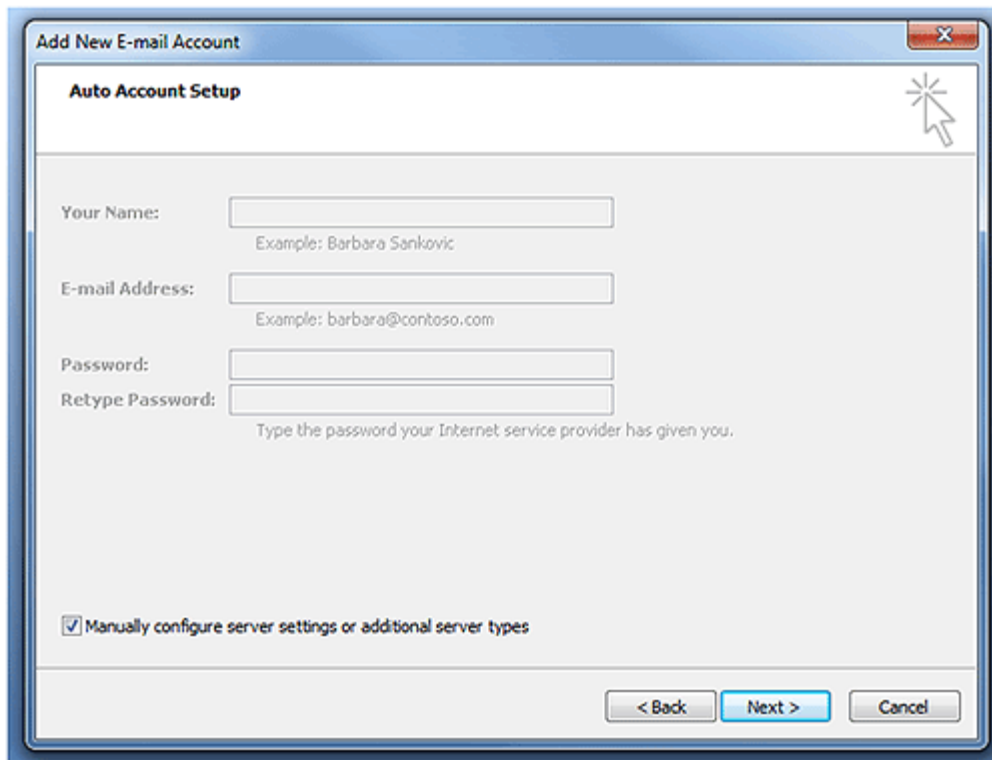 Add New E-mail Account
Auto Account Setup
Your Name:
Example: Barbara Sankovic
E-mail Address:
Example: barbara@contoso.com
Password:
Retype Password:
Type the password your Internet service provider has given you.
Manually configure server settings or additional server types
< Back Next > Cancel